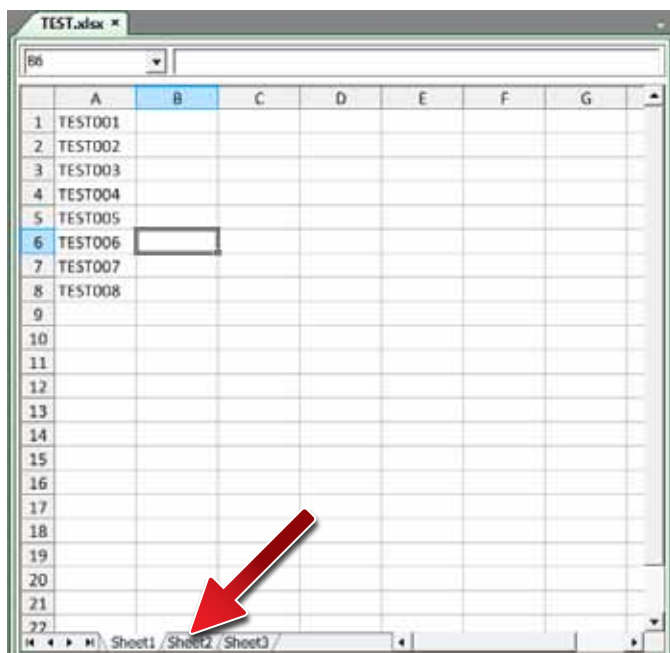 TEST.xlsx ×
B6
A B C D E F G
1 TEST001
2 TEST002
3 TEST003
4 TEST004
5 TEST005
6 TEST006
7 TEST007
8 TEST008
9
10
11
12
13
14
15
16
17
18
19
20
21
22
Sheet1 Sheet2 Sheet3